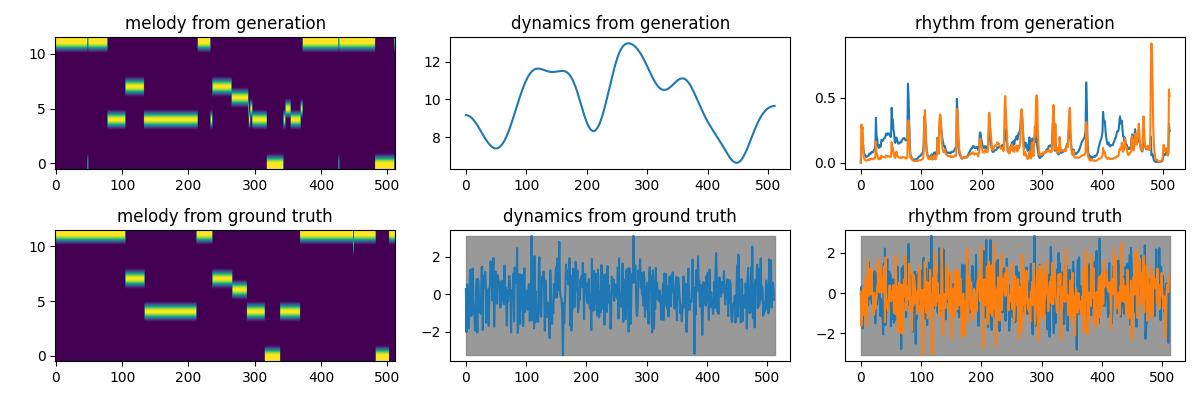 melody from generation
10
5
0
0 100 200 300 400 500
dynamics from generation
12
10
8
0 100 200 300 400 500
rhythm from generation
0.5
0.0
0 100 200 300 400 500
melody from ground truth
10
5
0
0 100 200 300 400 500
dynamics from ground truth
2
0
−2
0 100 200 300 400 500
rhythm from ground truth
2
0
−2
0 100 200 300 400 500